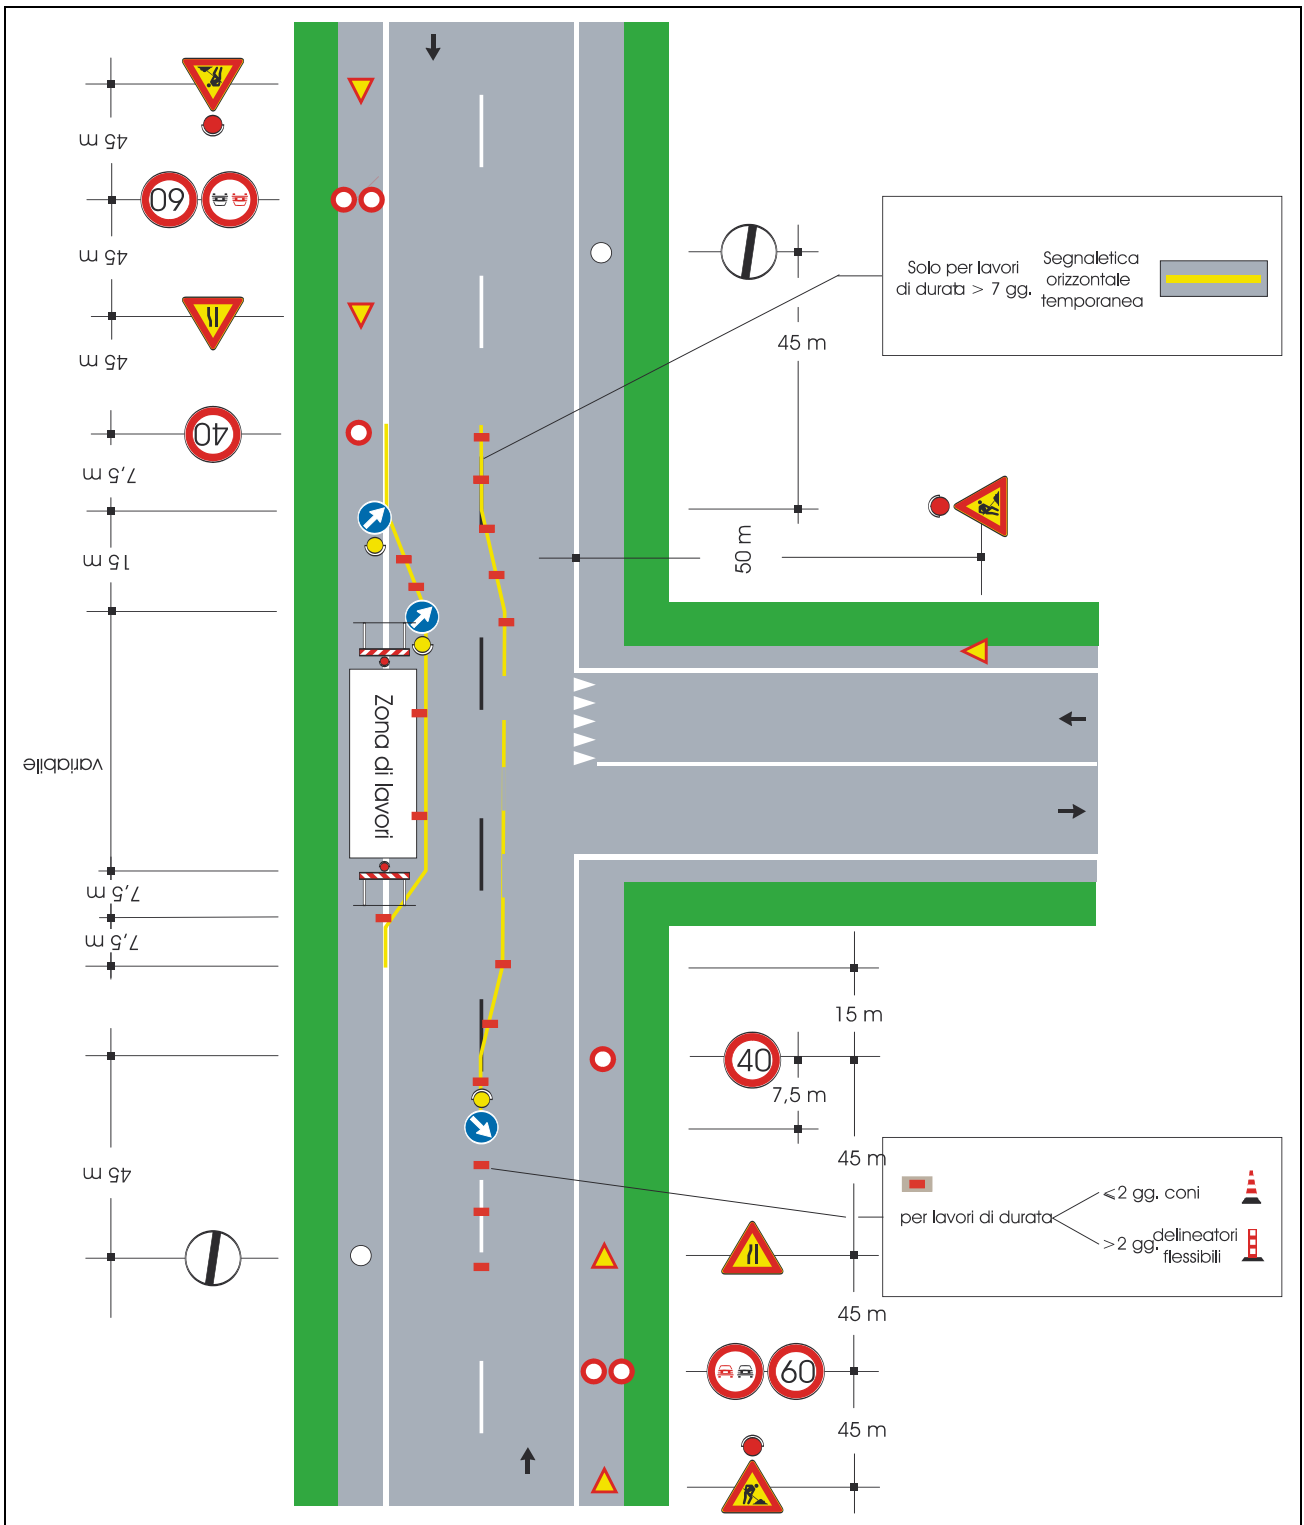 45 m
60
45 m
45 m
40
7,5 m
15 m
variabile
7,5 m
7,5 m
45 m
Zona di lavori
Solo per lavori
di durata > 7 gg.
Segnaletica
orizzontale
temporanea
45 m
50 m
15 m
40
7,5 m
45 m
per lavori di durata
<2 gg. coni
>2 gg. delineatori
flessibili
45 m
60
45 m